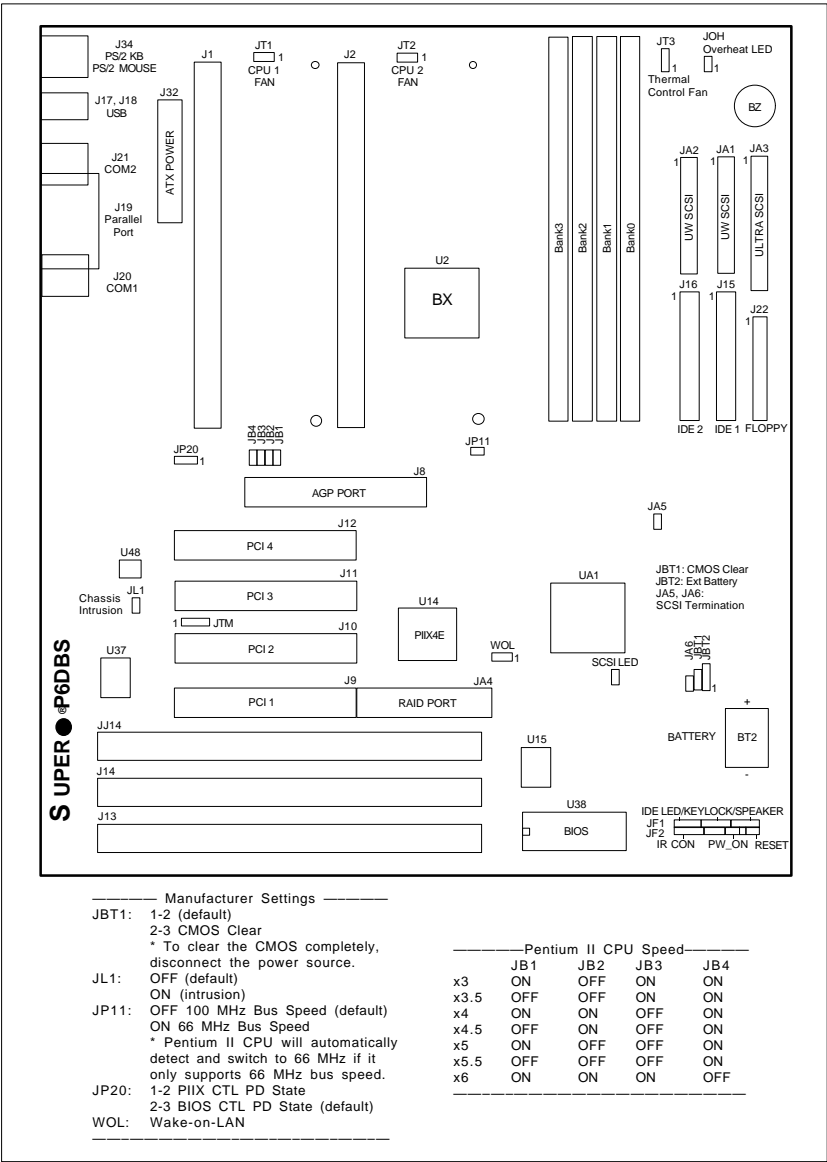 J34
PS/2 KB
PS/2 MOUSE
J1
JT1
1
CPU 1
FAN
J2
JT2
1
CPU 2
FAN
JT3
1
Thermal
Control Fan
JOH
Overheat LED
1
J17, J18
USB
J32
ATX POWER
BZ
J21
COM2
JA2
1
UW SCSI
JA1
1
UW SCSI
JA3
1
ULTRA SCSI
J19
Parallel
Port
Bank3
Bank2
Bank1
Bank0
J20
COM1
U2
BX
J16
1
J15
1
J22
1
IDE 2
IDE 1
FLOPPY
JB4
JB3
JB2
JB1
JP20
1
JP11
J8
AGP PORT
JA5
J12
PCI 4
U48
J11
PCI 3
JL1
Chassis
Intrusion
1
JTM
U14
PIIX4E
UA1
JBT1: CMOS Clear
JBT2: Ext Battery
JA5, JA6:
SCSI Termination
J10
PCI 2
U37
WOL
1
SCSI LED
JA6
JBT1
JBT2
1
J9
PCI 1
JA4
RAID PORT
SUPER ® P6DBS
JJ14
U15
BATTERY
+
BT2
-
J14
J13
U38
BIOS
IDE LED/KEYLOCK/SPEAKER
JF1
JF2
IR CON
PW_ON
RESET
————— Manufacturer Settings —————
JBT1: 1-2 (default)
2-3 CMOS Clear
* To clear the CMOS completely,
disconnect the power source.
JL1: OFF (default)
ON (intrusion)
JP11: OFF 100 MHz Bus Speed (default)
ON 66 MHz Bus Speed
* Pentium II CPU will automatically
detect and switch to 66 MHz if it
only supports 66 MHz bus speed.
JP20: 1-2 PIIX CTL PD State
2-3 BIOS CTL PD State (default)
WOL: Wake-on-LAN
—————Pentium II CPU Speed—————
JB1 JB2 JB3 JB4
x3 ON OFF ON ON
x3.5 OFF OFF ON ON
x4 ON ON OFF ON
x4.5 OFF ON OFF ON
x5 ON OFF OFF ON
x5.5 OFF OFF OFF ON
x6 ON ON ON OFF